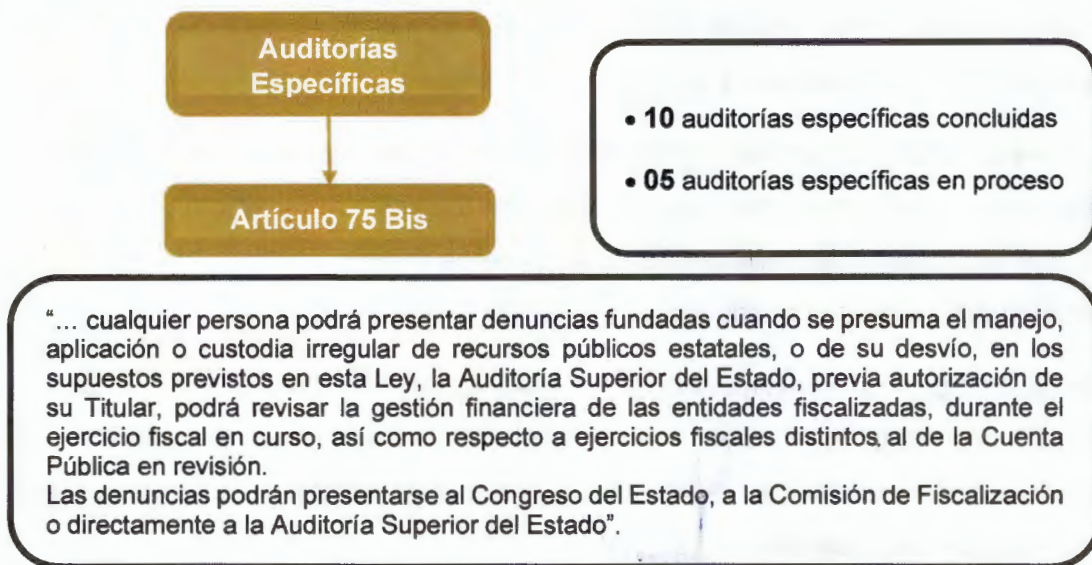 Auditorías
Específicas
Artículo 75 Bis
• 10 auditorías específicas concluidas
• 05 auditorías específicas en proceso
“... cualquier persona podrá presentar denuncias fundadas cuando se presuma el manejo,
aplicación o custodia irregular de recursos públicos estatales, o de su desvío, en los
supuestos previstos en esta Ley, la Auditoría Superior del Estado, previa autorización de
su Titular, podrá revisar la gestión financiera de las entidades fiscalizadas, durante el
ejercicio fiscal en curso, así como respecto a ejercicios fiscales distintos al de la Cuenta
Pública en revisión.
Las denuncias podrán presentarse al Congreso del Estado, a la Comisión de Fiscalización
o directamente a la Auditoría Superior del Estado”.